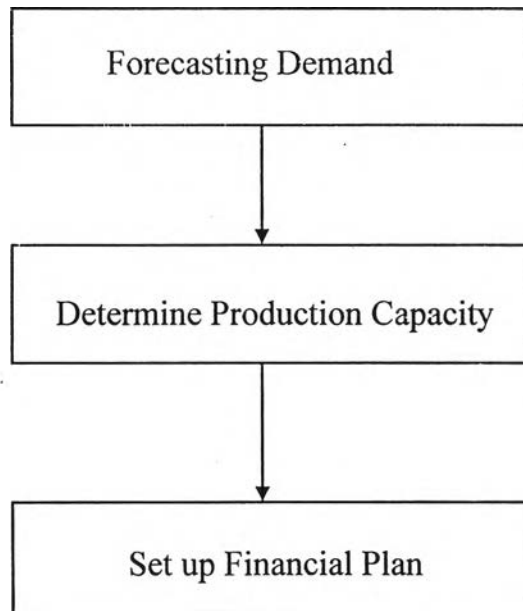 Forecasting Demand
Determine Production Capacity
Set up Financial Plan